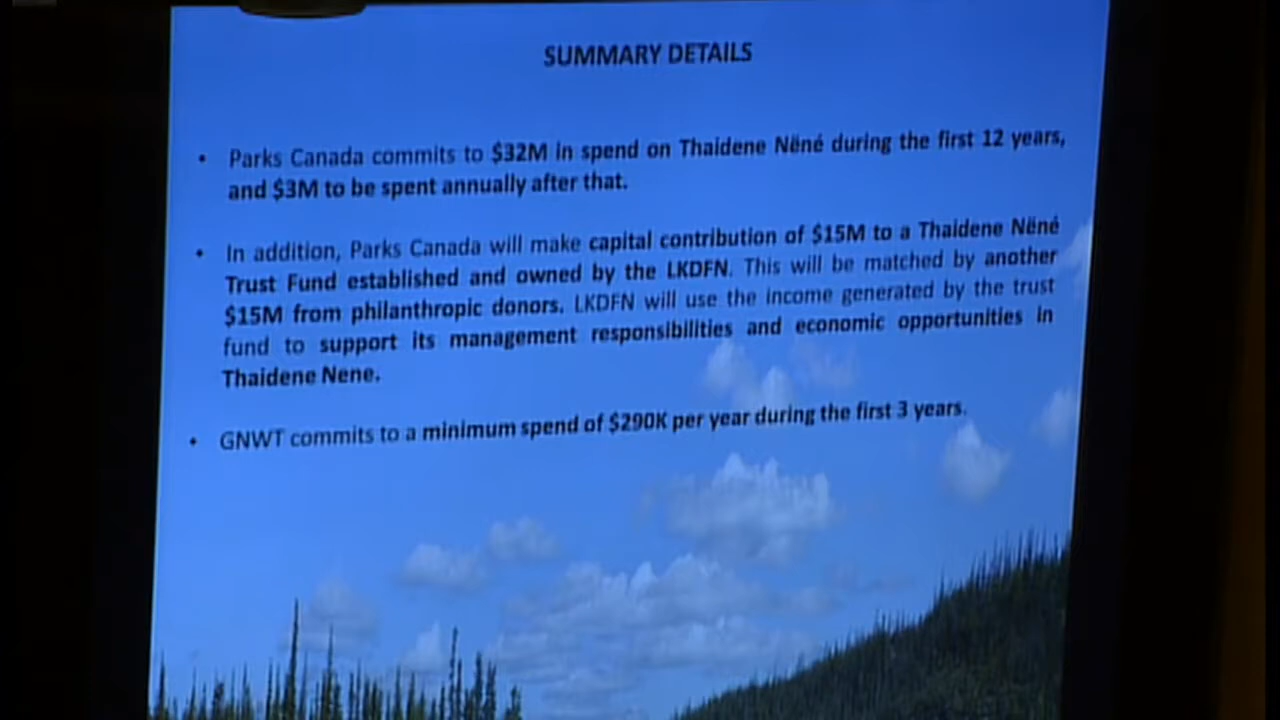 SUMMARY DETAILS
• Parks Canada commits to $32M in spend on Thaidene Nëné during the first 12 years,
and $3M to be spent annually after that.
• In addition, Parks Canada will make capital contribution of $15M to a Thaidene Nëné
Trust Fund established and owned by the LKDFN. This will be matched by another
$15M from philanthropic donors. LKDFN will use the income generated by the trust
fund to support its management responsibilities and economic opportunities in
Thaidene Nene.
• GNWT commits to a minimum spend of $290K per year during the first 3 years.